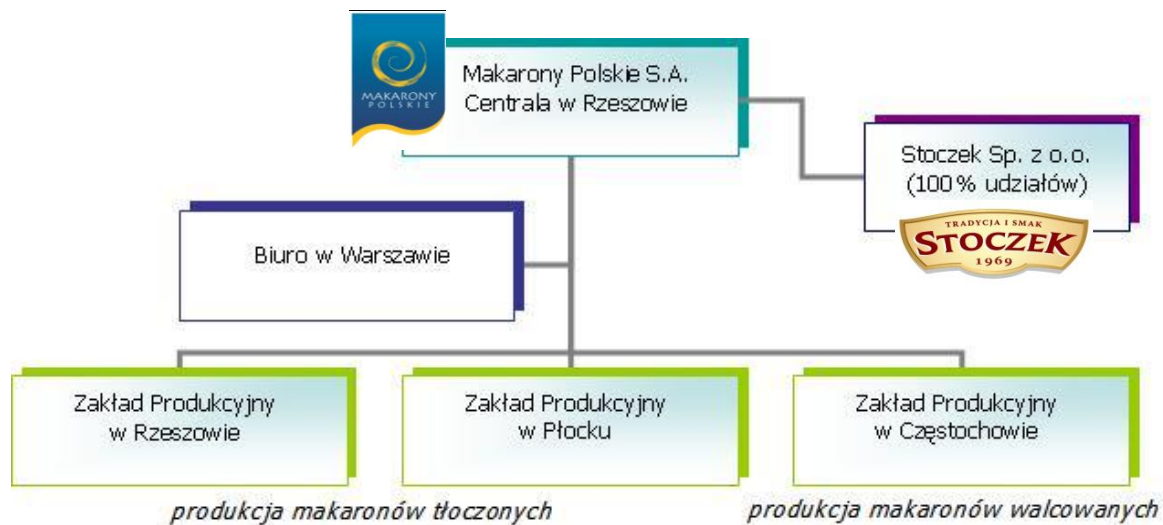 MAKARONY
POLSKIE
Makarony Polskie S.A.
Centrala w Rzeszowie
Stoczek Sp. z o.o.
(100% udziałów)
TRADYCJA I SMAK
STOCZEK
1969
Biuro w Warszawie
Zakład Produkcyjny
w Rzeszowie
Zakład Produkcyjny
w Płocku
Zakład Produkcyjny
w Częstochowie
produkcja makaronów tłoczonych
produkcja makaronów walcowanych